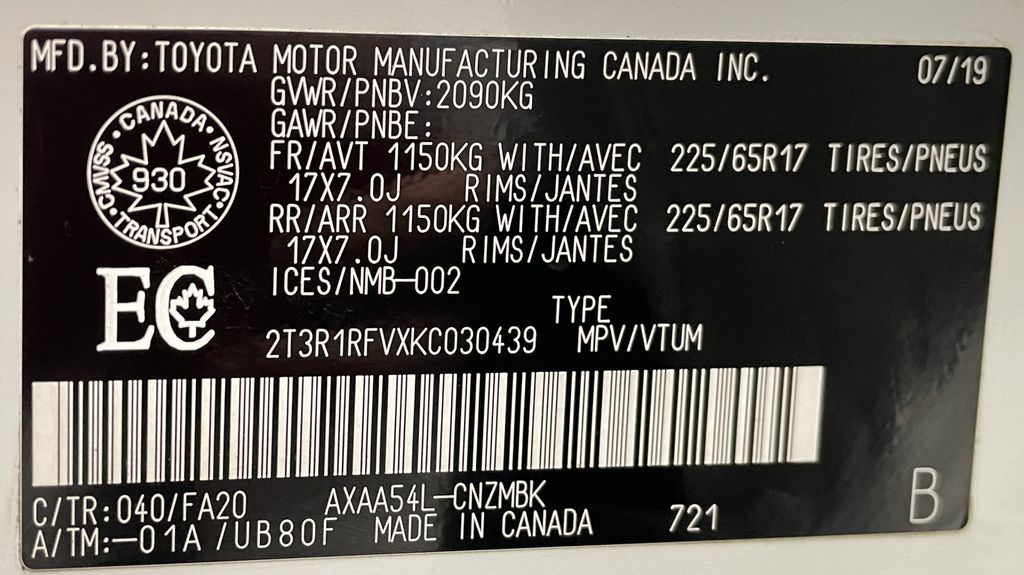 MFD.BY:TOYOTA MOTOR MANUFACTURING CANADA INC. 07/19
GVWR/PNBV:2090KG
GAWR/PNBE:
FR/AVT 1150KG WITH/AVEC 225/65R17 TIRES/PNEUS
17X7.0J RIMS/JANTES
RR/ARR 1150KG WITH/AVEC 225/65R17 TIRES/PNEUS
17X7.0J RIMS/JANTES
ICES/NMB-002
CANADA
NSVAC
CMVSS
TRANSPORT
930
EC
TYPE
2T3R1RFVXKC030439 MPV/VTUM
C/TR:040/FA20 AXAA54L-CNZMBK
A/TM:-01A/UB80F MADE IN CANADA 721
B